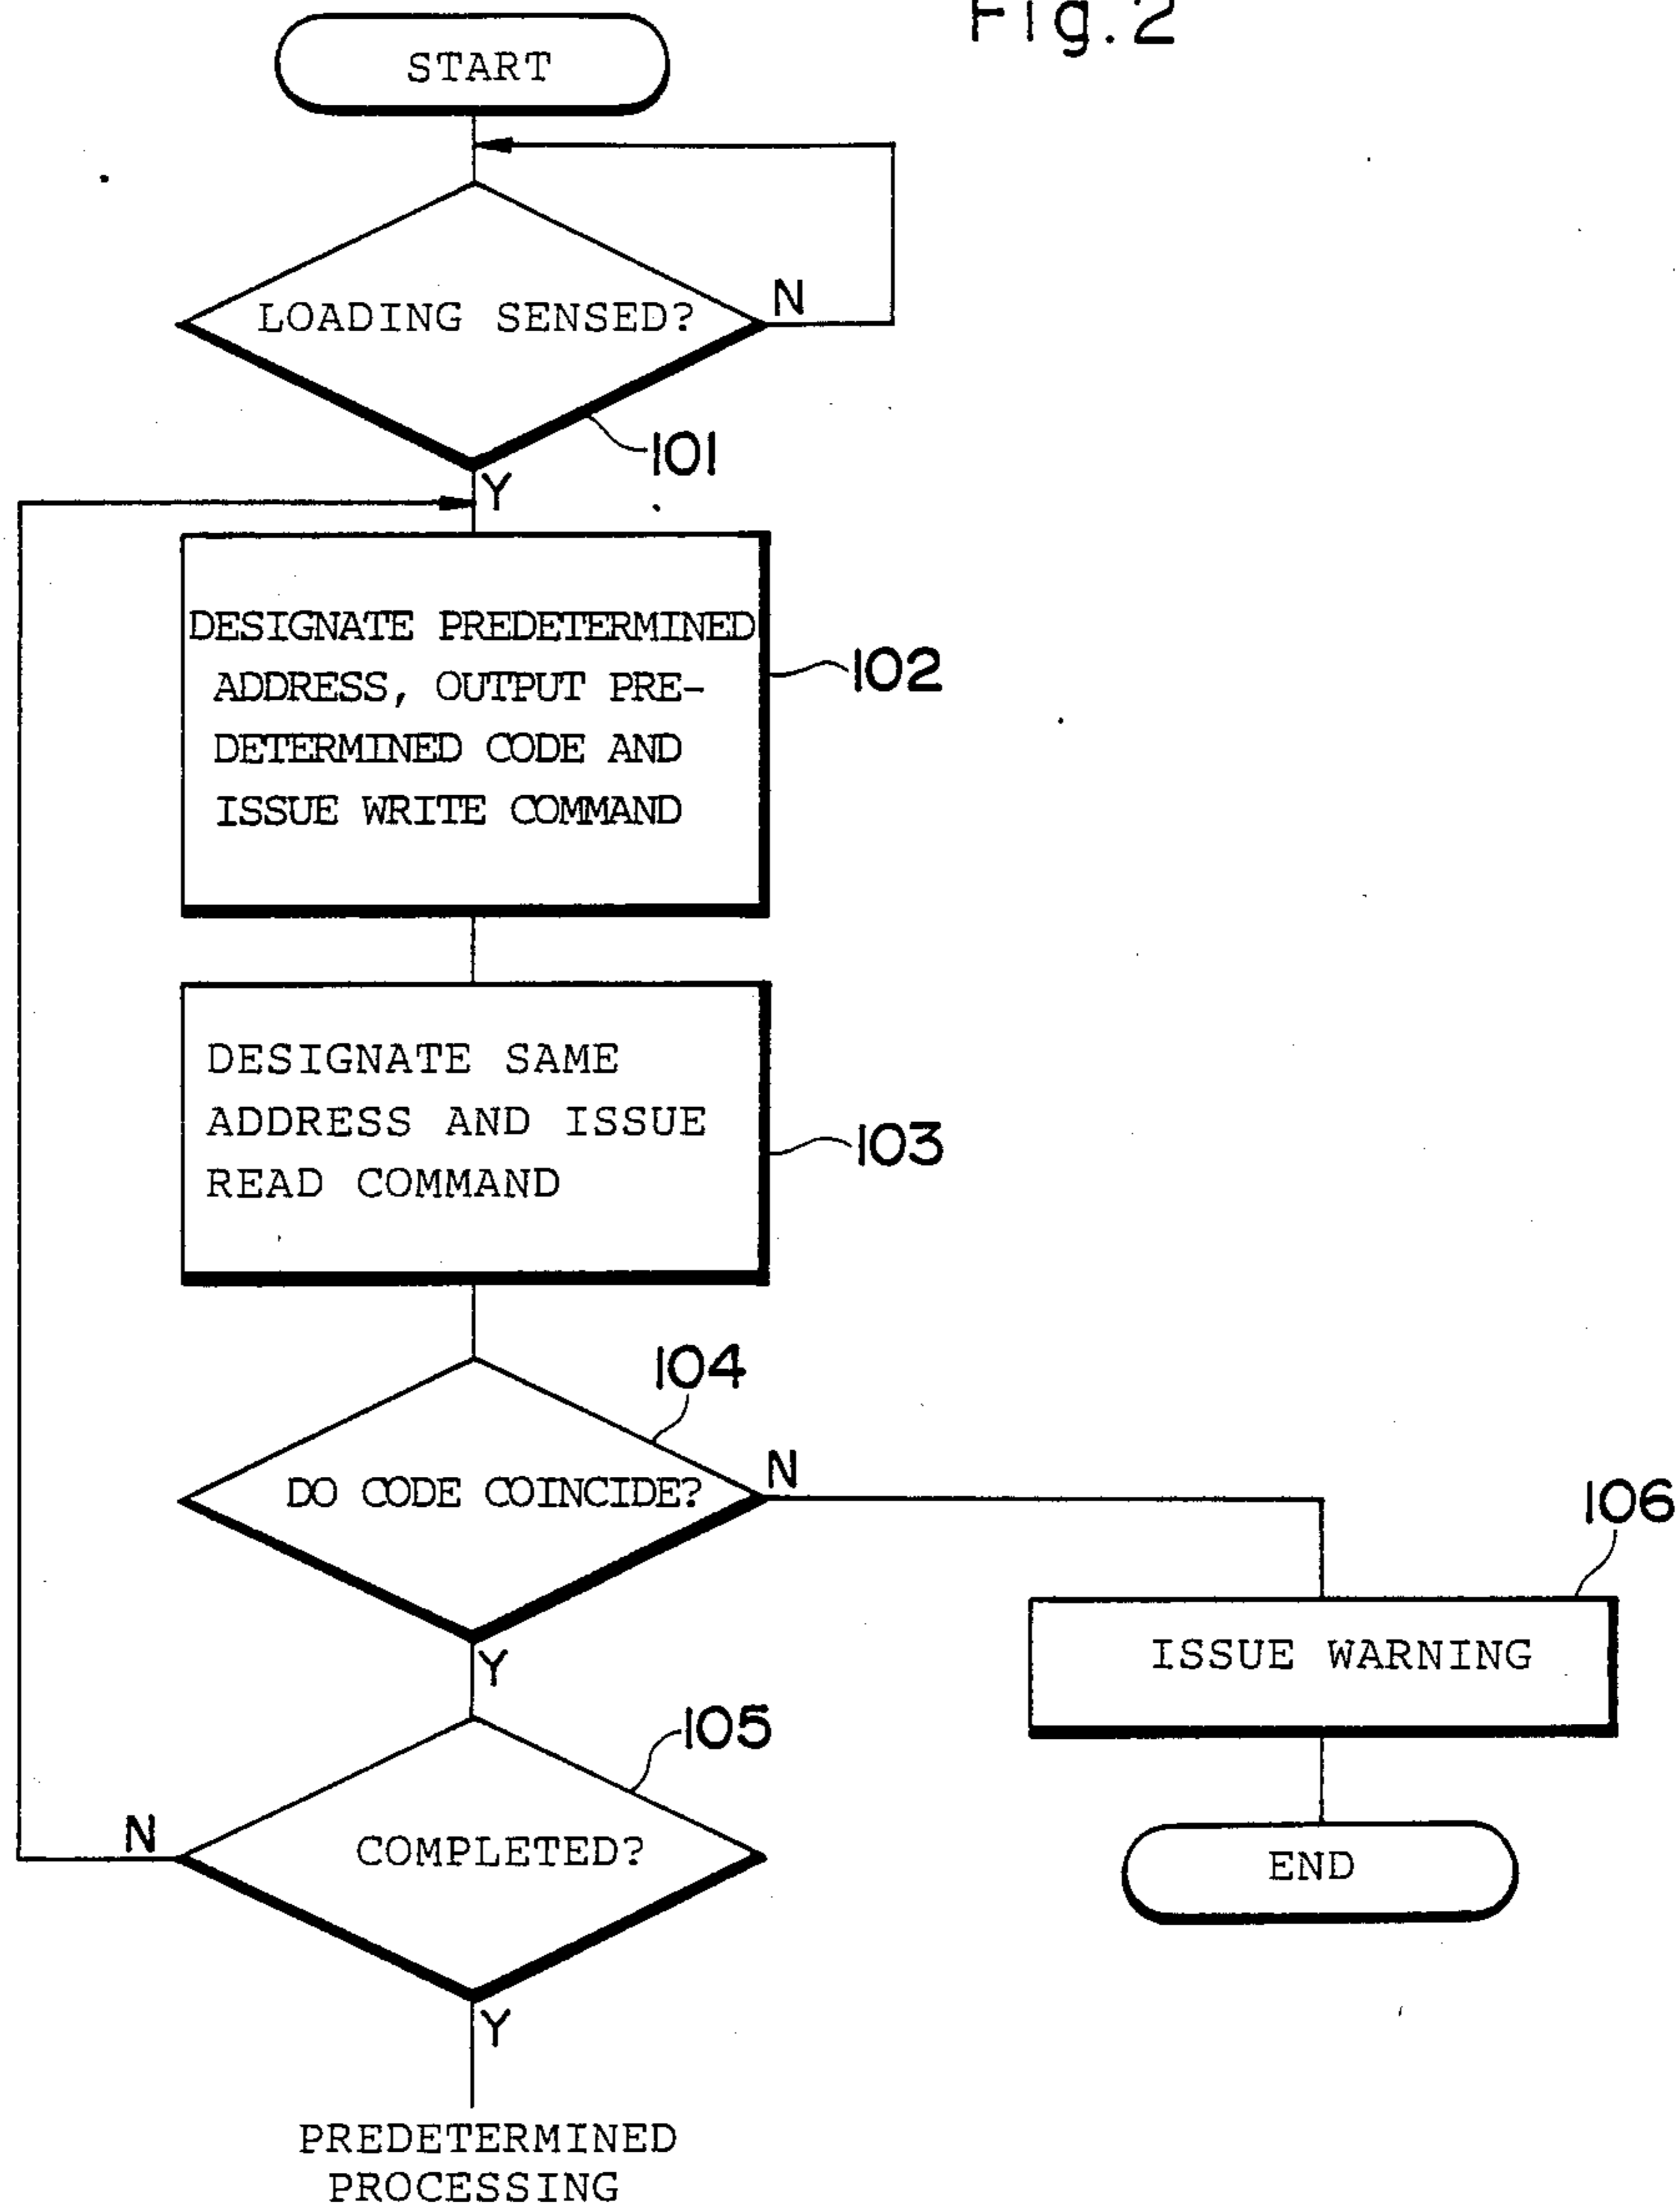 Fig. 2
START
LOADING SENSED?
N
101
Y
DESIGNATE PREDETERMINED
ADDRESS, OUTPUT PRE-
DETERMINED CODE AND
ISSUE WRITE COMMAND
102
DESIGNATE SAME
ADDRESS AND ISSUE
READ COMMAND
103
104
DO CODE COINCIDE?
N
Y
106
ISSUE WARNING
105
COMPLETED?
N
END
Y
PREDETERMINED
PROCESSING